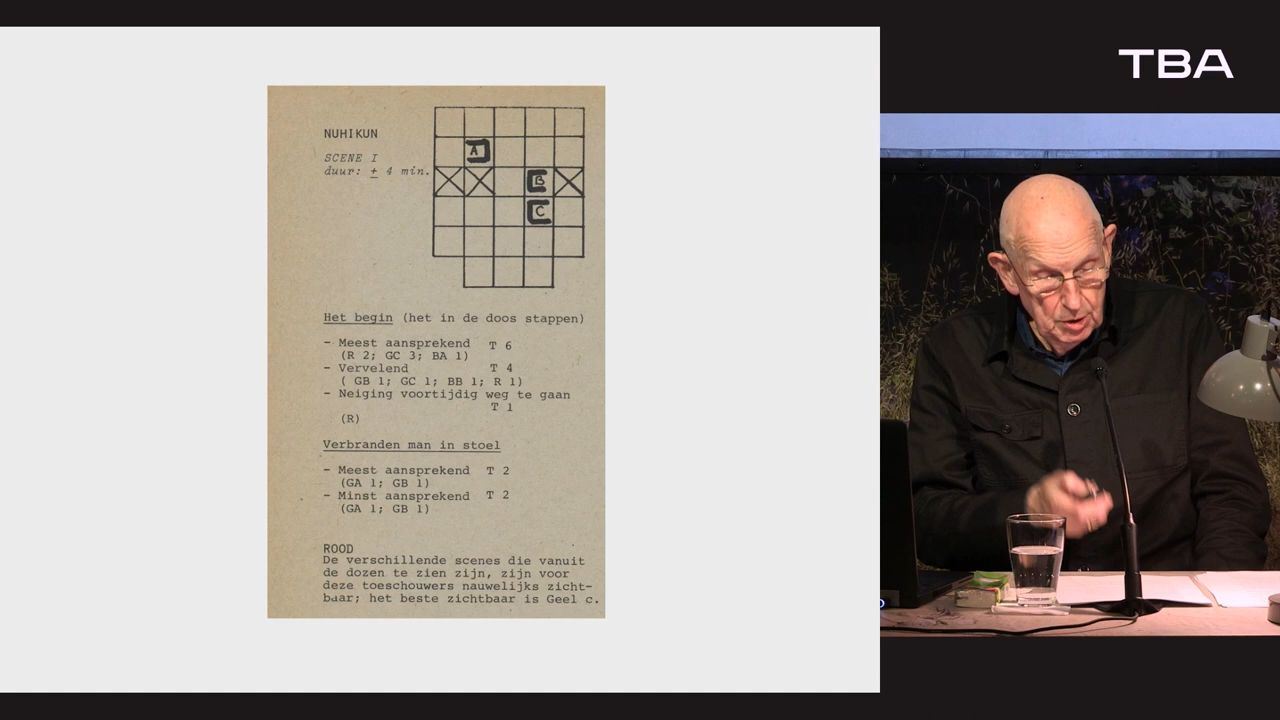 TBA
NUHIKUN
SCENE I
duur: ± 4 min.
A
B
C
Het begin (het in de doos stappen)
- Meest aansprekend T 6
(R 2; GC 3; BA 1)
- Vervelend T 4
( GB 1; GC 1; BB 1; R 1)
- Neiging voortijdig weg te gaan
T 1
(R)
Verbranden man in stoel
- Meest aansprekend T 2
(GA 1; GB 1)
- Minst aansprekend T 2
(GA 1; GB 1)
ROOD
De verschillende scenes die vanuit
de dozen te zien zijn, zijn voor
deze toeschouwers nauwelijks zicht-
baar; het beste zichtbaar is Geel c.